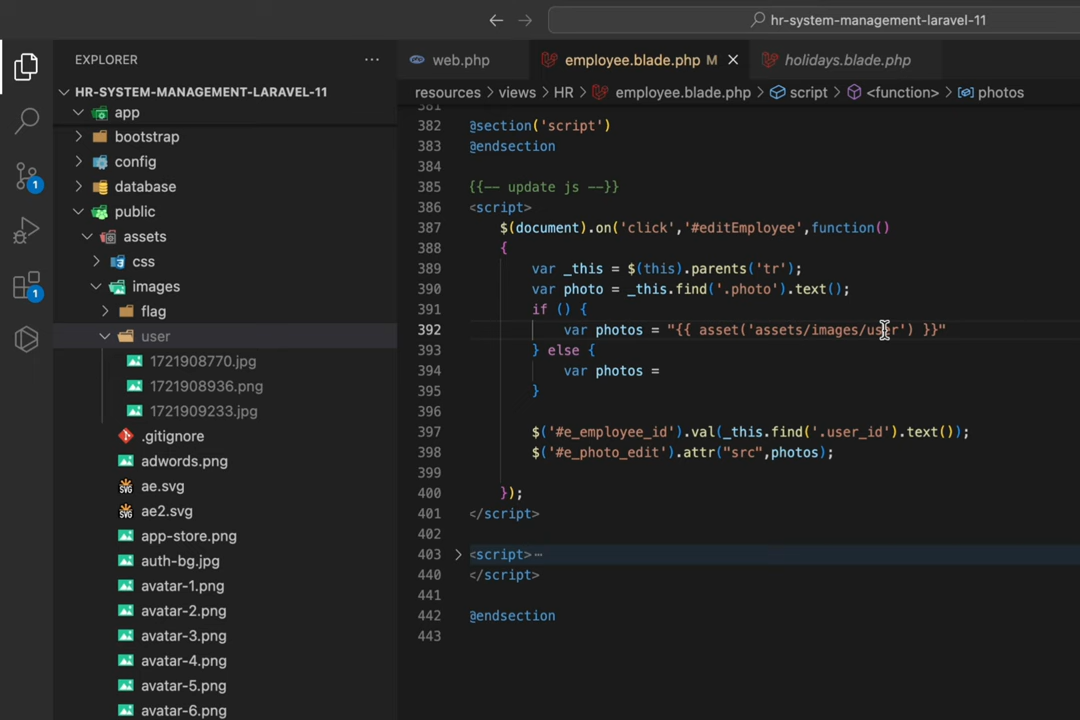 hr-system-management-laravel-11
EXPLORER
web.php
employee.blade.php M
holidays.blade.php
HR-SYSTEM-MANAGEMENT-LARAVEL-11
resources > views > HR > employee.blade.php > script > <function> > photos
app
bootstrap
config
database
public
assets
css
images
flag
user
1721908770.jpg
1721908936.png
1721909233.jpg
.gitignore
adwords.png
ae.svg
ae2.svg
app-store.png
auth-bg.jpg
avatar-1.png
avatar-2.png
avatar-3.png
avatar-4.png
avatar-5.png
avatar-6.png
1
1
381
382 @section('script')
383 @endsection
384
385 {{-- update js --}}
386 <script>
387 $(document).on('click','#editEmployee',function()
388 {
389 var _this = $(this).parents('tr');
390 var photo = _this.find('.photo').text();
391 if () {
392 var photos = "{{ asset('assets/images/user') }}"
393 } else {
394 var photos =
395 }
396
397 $('#e_employee_id').val(_this.find('.user_id').text());
398 $('#e_photo_edit').attr("src",photos);
399
400 });
401 </script>
402
403 <script>⋯
440 </script>
441
442 @endsection
443